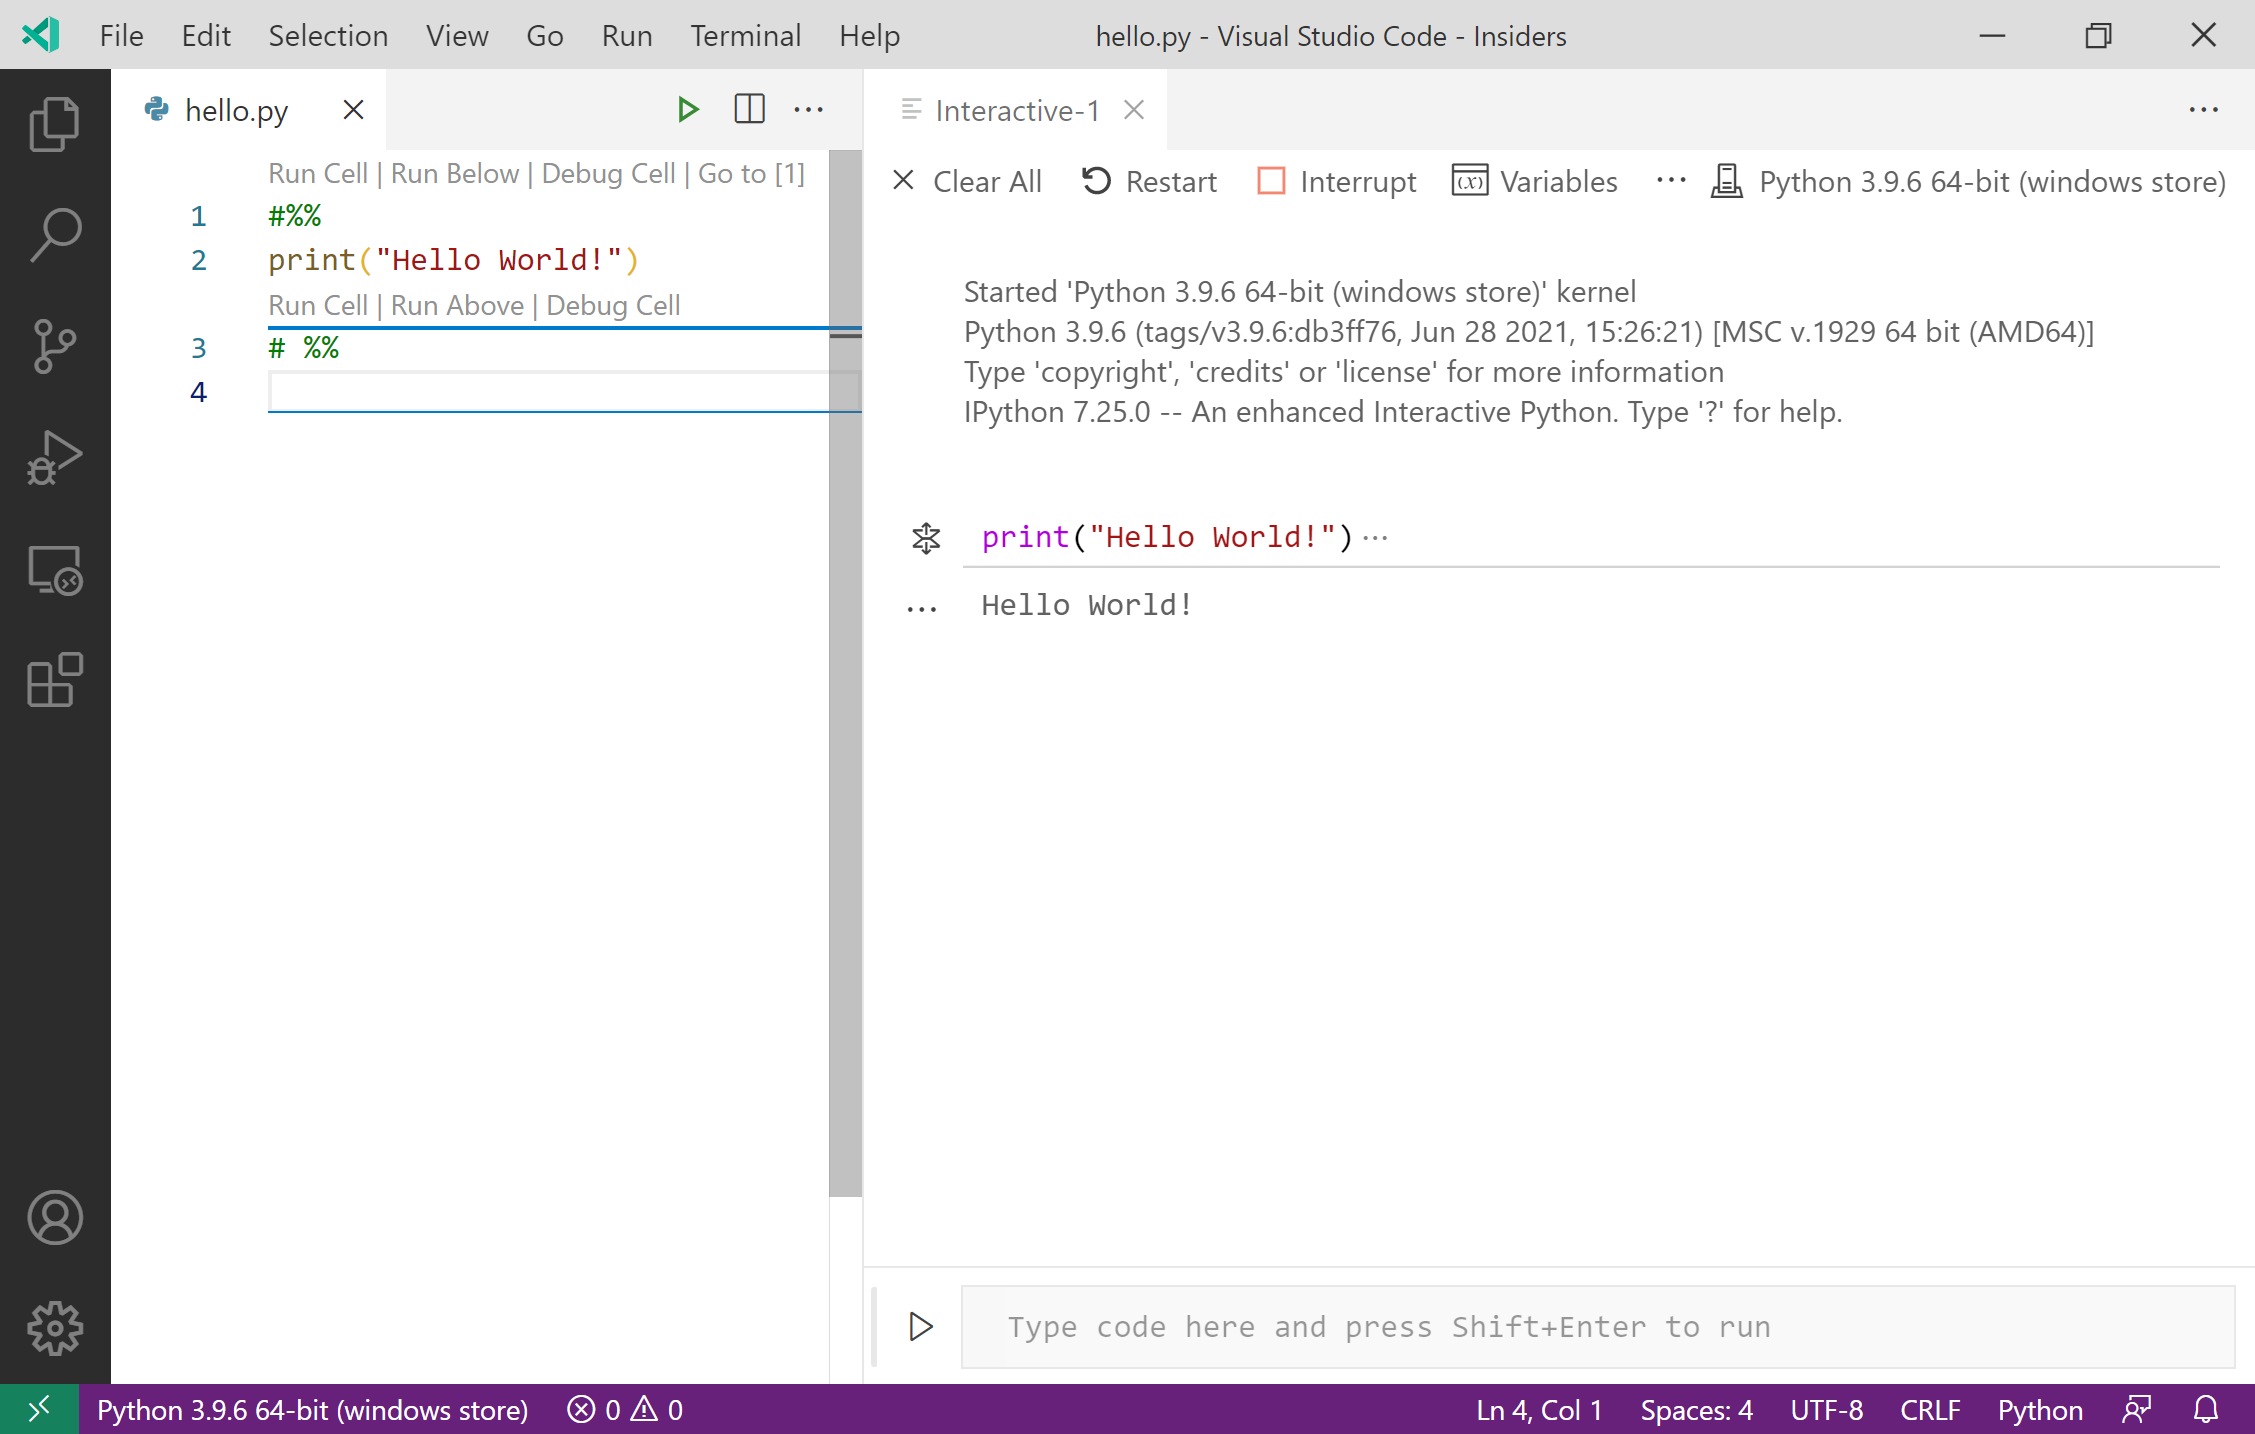 File Edit Selection View Go Run Terminal Help hello.py - Visual Studio Code - Insiders
hello.py
Run Cell | Run Below | Debug Cell | Go to [1]
1 #%%
2 print("Hello World!")
Run Cell | Run Above | Debug Cell
3 # %%
4
Interactive-1
Clear All Restart Interrupt Variables ··· Python 3.9.6 64-bit (windows store)
Started 'Python 3.9.6 64-bit (windows store)' kernel
Python 3.9.6 (tags/v3.9.6:db3ff76, Jun 28 2021, 15:26:21) [MSC v.1929 64 bit (AMD64)]
Type 'copyright', 'credits' or 'license' for more information
IPython 7.25.0 -- An enhanced Interactive Python. Type '?' for help.
print("Hello World!")···
Hello World!
Type code here and press Shift+Enter to run
Python 3.9.6 64-bit (windows store) 0 0 Ln 4, Col 1 Spaces: 4 UTF-8 CRLF Python